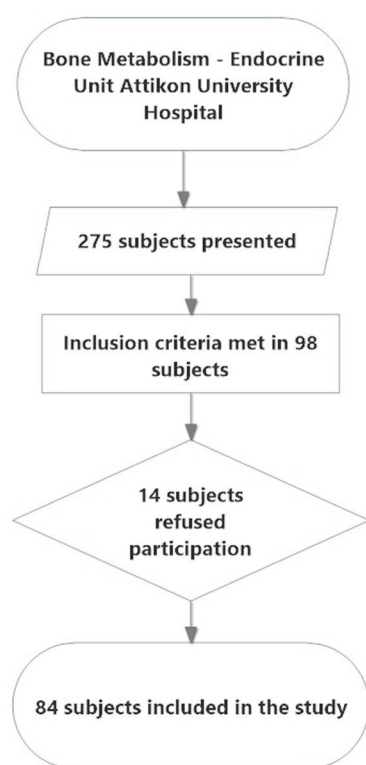 Bone Metabolism - Endocrine
Unit Attikon University
Hospital
275 subjects presented
Inclusion criteria met in 98
subjects
14 subjects
refused
participation
84 subjects included in the study